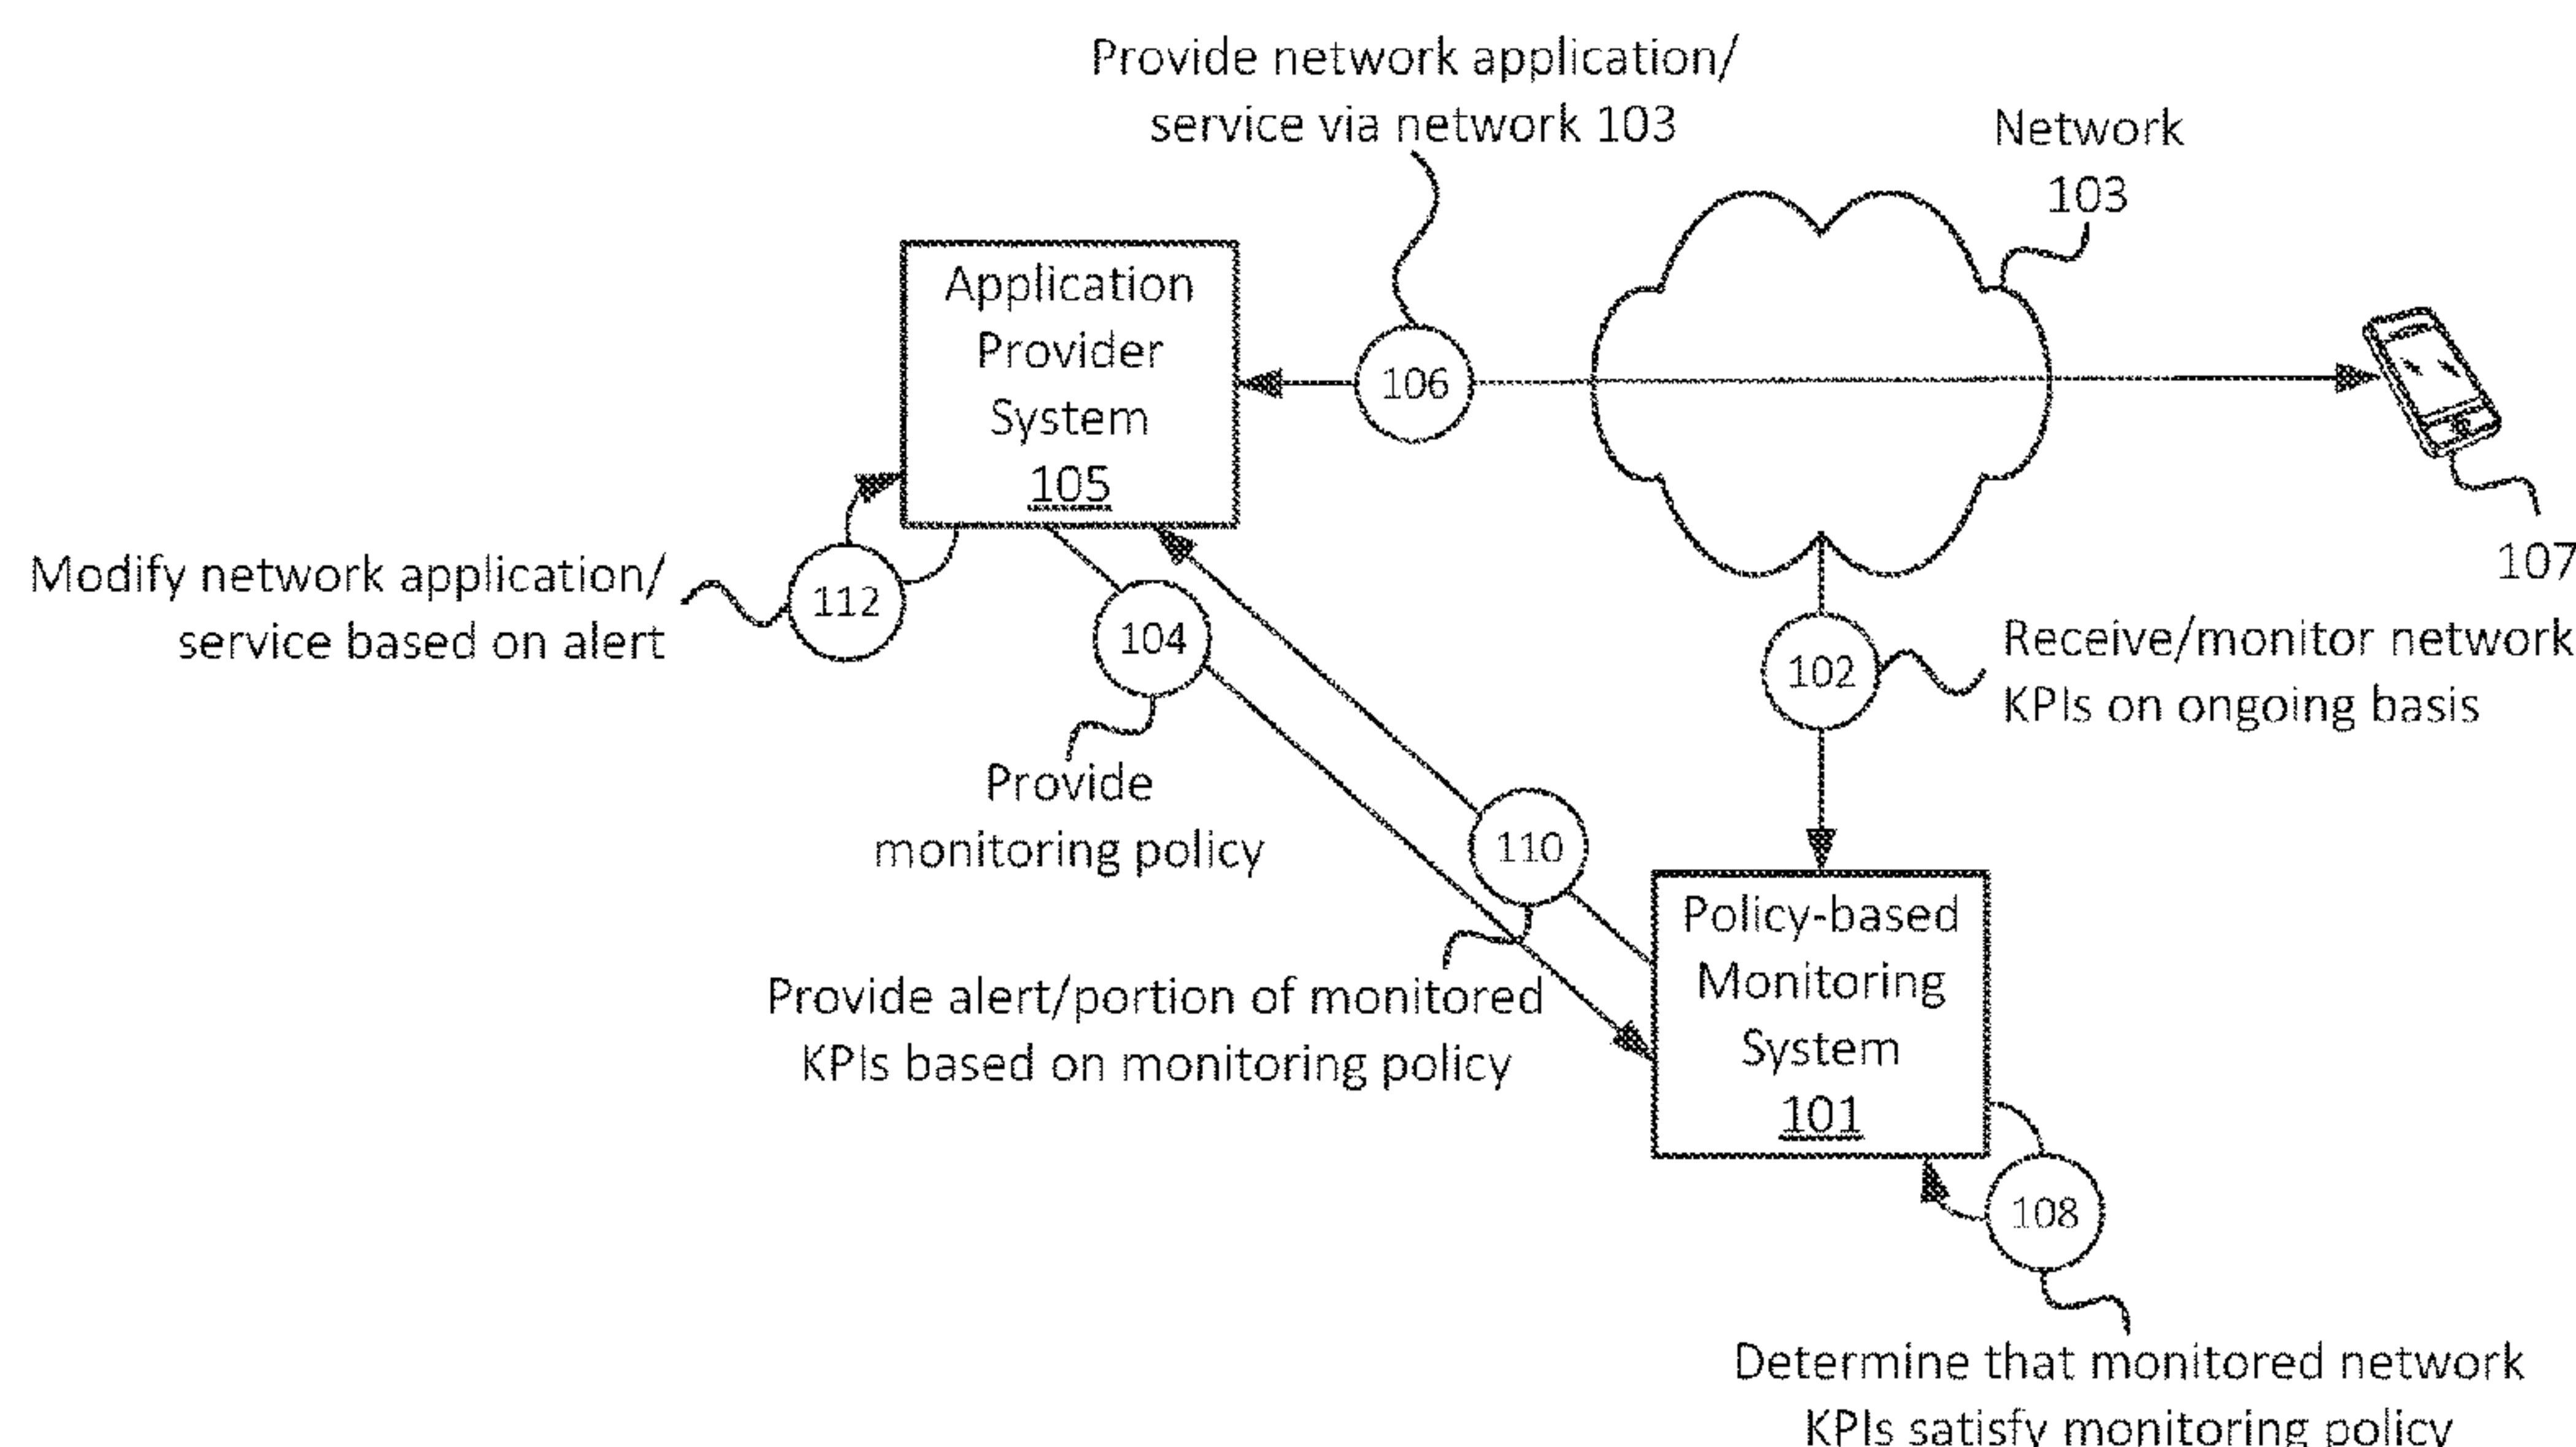 Provide network application/
service via network 103
Network
103
Application
Provider
System
105
106
107
Modify network application/
service based on alert
112
104
Provide
monitoring policy
102
Receive/monitor network
KPIs on ongoing basis
110
Provide alert/portion of monitored
KPIs based on monitoring policy
Policy-based
Monitoring
System
101
108
Determine that monitored network
KPIs satisfy monitoring policy